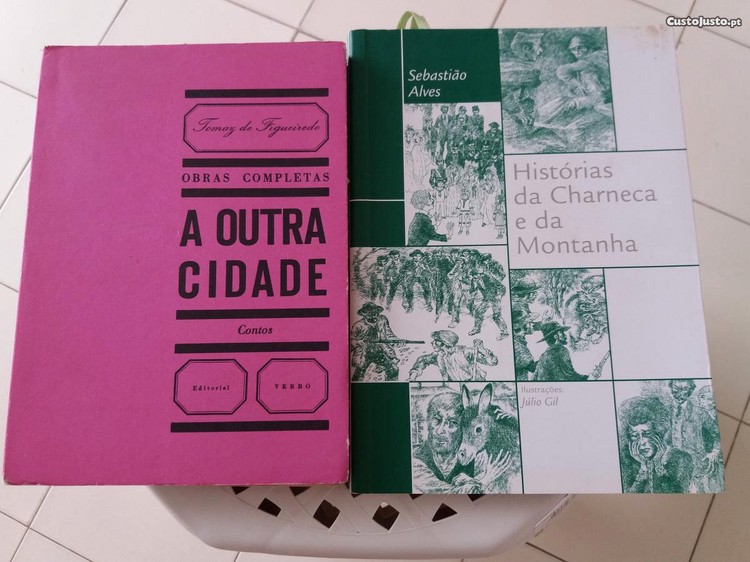 CustoJusto.pt
Tomaz de Figueiredo
OBRAS COMPLETAS
A OUTRA
CIDADE
Contos
Editorial
VERBO
Sebastião
Alves
Histórias
da Charneca
e da
Montanha
Ilustrações:
Júlio Gil